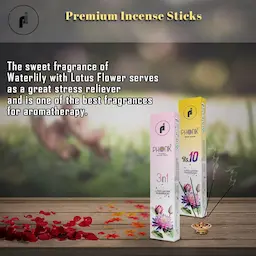 Premium Incense Sticks
The sweet fragrance of
Waterlily with Lotus Flower serves
as a great stress reliever
and is one of the best fragrances
for aromatherapy.
3in1
Rs.10